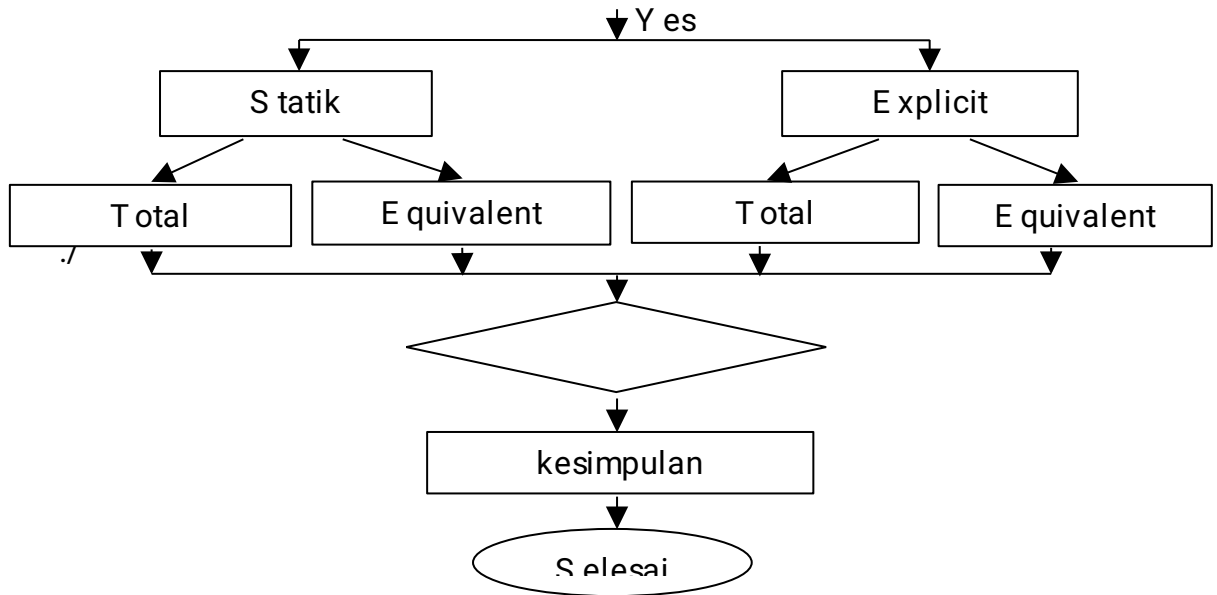 Yes
Statik
Explicit
Total
Equivalent
Total
Equivalent
./
kesimpulan
Selesai